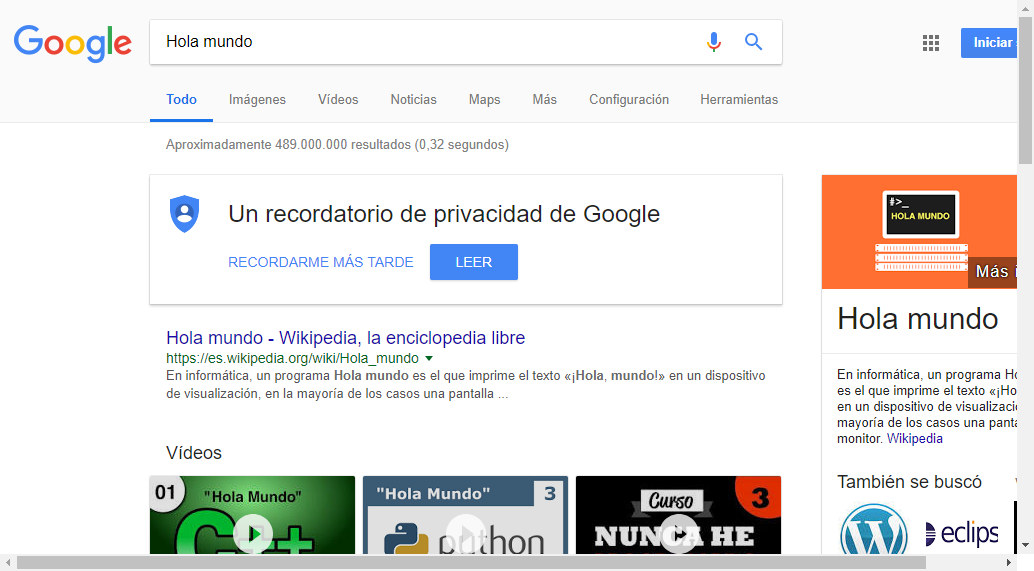 Google
Hola mundo
Iniciar
Todo Imágenes Vídeos Noticias Maps Más Configuración Herramientas
Aproximadamente 489.000.000 resultados (0,32 segundos)
Un recordatorio de privacidad de Google
RECORDARME MÁS TARDE LEER
Hola mundo - Wikipedia, la enciclopedia libre
https://es.wikipedia.org/wiki/Hola_mundo
En informática, un programa Hola mundo es el que imprime el texto «¡Hola, mundo!» en un dispositivo
de visualización, en la mayoría de los casos una pantalla ...
Vídeos
01 "Hola Mundo"
C++
"Hola Mundo" 3
python
Curso 3
NUNCA HE
#>_
HOLA MUNDO
Más i
Hola mundo
En informática, un programa Ho
es el que imprime el texto «¡Ho
en un dispositivo de visualizació
mayoría de los casos una panta
monitor. Wikipedia
También se buscó
eclips